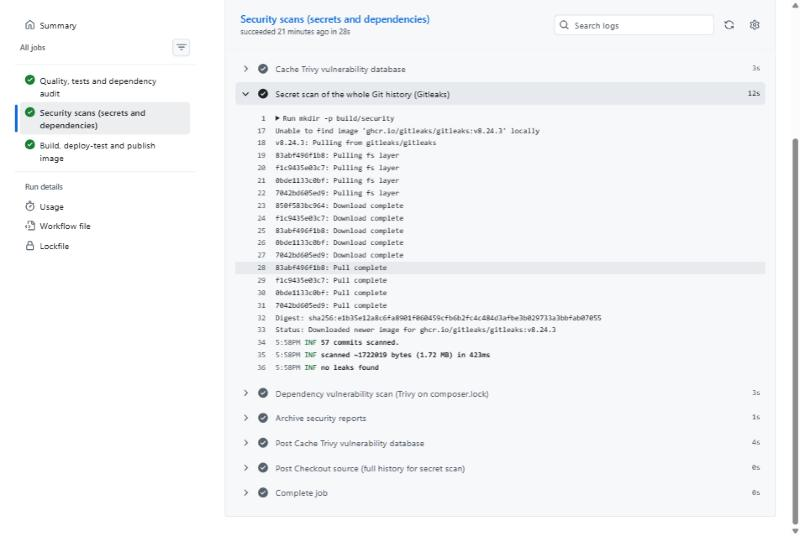 Summary
All jobs
Quality, tests and dependency
audit
Security scans (secrets and
dependencies)
Build, deploy-test and publish
image
Run details
Usage
Workflow file
Lockfile
Security scans (secrets and dependencies)
succeeded 21 minutes ago in 28s
Search logs
Cache Trivy vulnerability database 3s
Secret scan of the whole Git history (Gitleaks) 12s
1 Run mkdir -p build/security
17 Unable to find image 'ghcr.io/gitleaks/gitleaks:v8.24.3' locally
18 v8.24.3: Pulling from gitleaks/gitleaks
19 83abf496f1b8: Pulling fs layer
20 f1c9435e03c7: Pulling fs layer
21 0bde1133c0bf: Pulling fs layer
22 7042bd605ed9: Pulling fs layer
23 850f583bc964: Download complete
24 f1c9435e03c7: Download complete
25 83abf496f1b8: Download complete
26 0bde1133c0bf: Download complete
27 7042bd605ed9: Download complete
28 83abf496f1b8: Pull complete
29 f1c9435e03c7: Pull complete
30 0bde1133c0bf: Pull complete
31 7042bd605ed9: Pull complete
32 Digest:
33 Status: Downloaded newer image for ghcr.io/gitleaks/gitleaks:v8.24.3
34 5:58PM INF 57 commits scanned.
35 5:58PM INF scanned ~1722019 bytes (1.72 MB) in 423ms
36 5:58PM INF no leaks found
Dependency vulnerability scan (Trivy on composer.lock) 3s
Archive security reports 1s
Post Cache Trivy vulnerability database 4s
Post Checkout source (full history for secret scan) 0s
Complete job 0s